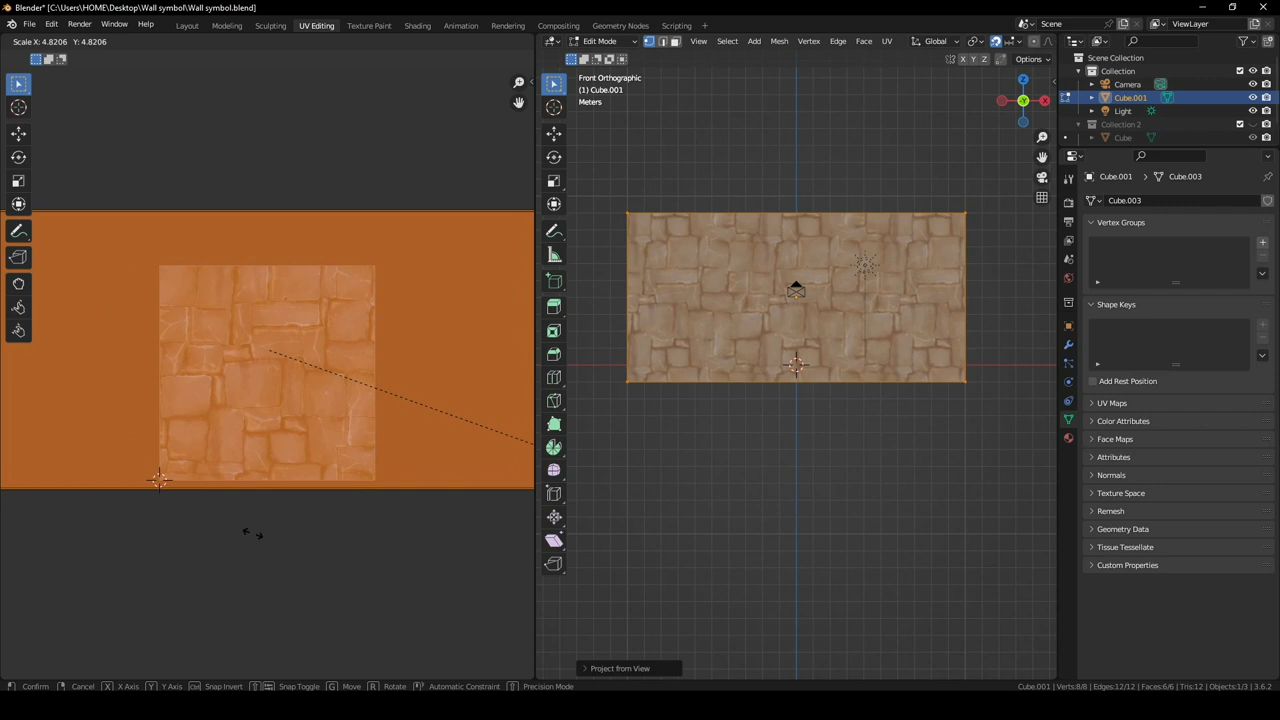 Blender* [C:\Users\HOME\Desktop\Wall symbol\Wall symbol.blend]
File Edit Render Window Help Layout Modeling Sculpting UV Editing Texture Paint Shading Animation Rendering Compositing Geometry Nodes Scripting Scene ViewLayer
Scale X: 4.8206 Y: 4.8206
Edit Mode View Select Add Mesh Vertex Edge Face UV Global
X Y Z Options
Front Orthographic
(1) Cube.001
Meters
Z
Y
X
Scene Collection
Collection
Camera
Cube.001
Light
Collection 2
Cube
Cube.001 Cube.003
Cube.003
Vertex Groups
Shape Keys
Add Rest Position
UV Maps
Color Attributes
Face Maps
Attributes
Normals
Texture Space
Remesh
Geometry Data
Tissue Tessellate
Custom Properties
Project from View
Confirm Cancel X X Axis Y Y Axis Ctrl Snap Invert Snap Toggle G Move R Rotate Automatic Constraint Precision Mode
Cube.001 | Verts:8/8 | Edges:12/12 | Faces:6/6 | Tris:12 | Objects:1/3 | 3.6.2